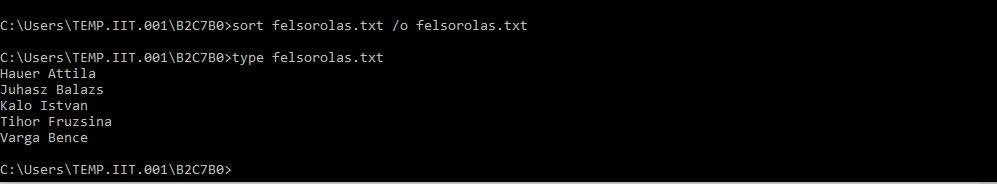 C:\Users\TEMP.IIT.001\B2C7B0>sort felsorolas.txt /o felsorolas.txt
C:\Users\TEMP.IIT.001\B2C7B0>type felsorolas.txt
Hauer Attila
Juhasz Balazs
Kalo Istvan
Tihor Fruzsina
Varga Bence
C:\Users\TEMP.IIT.001\B2C7B0>